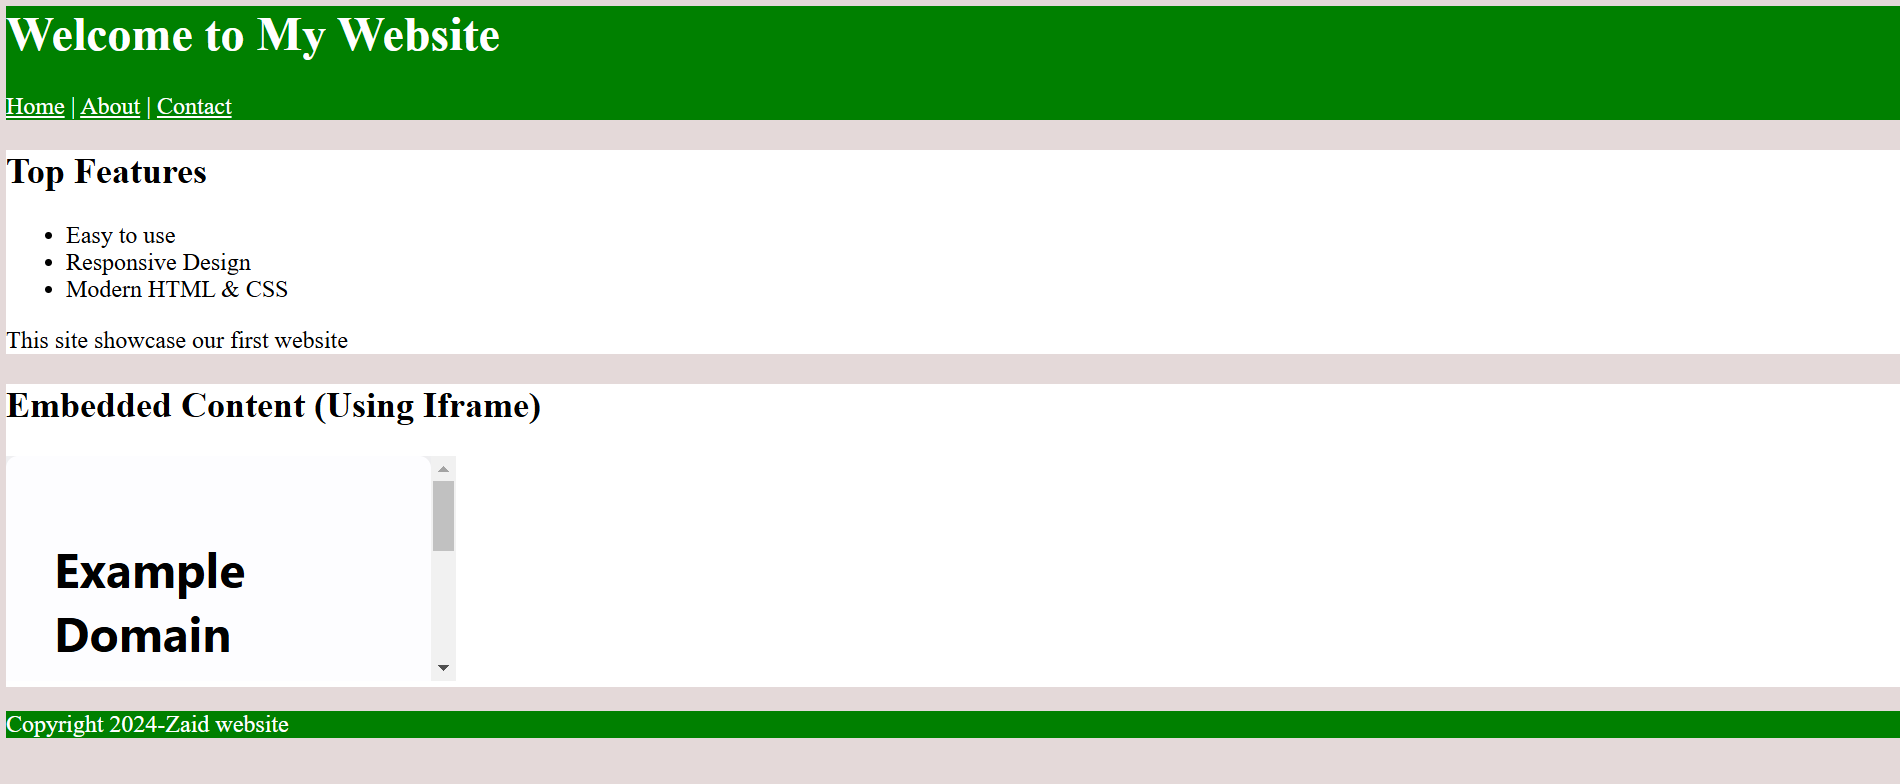 Welcome to My Website
Home | About | Contact
Top Features
• Easy to use
• Responsive Design
• Modern HTML & CSS
This site showcase our first website
Embedded Content (Using Iframe)
Example
Domain
Copyright 2024-Zaid website